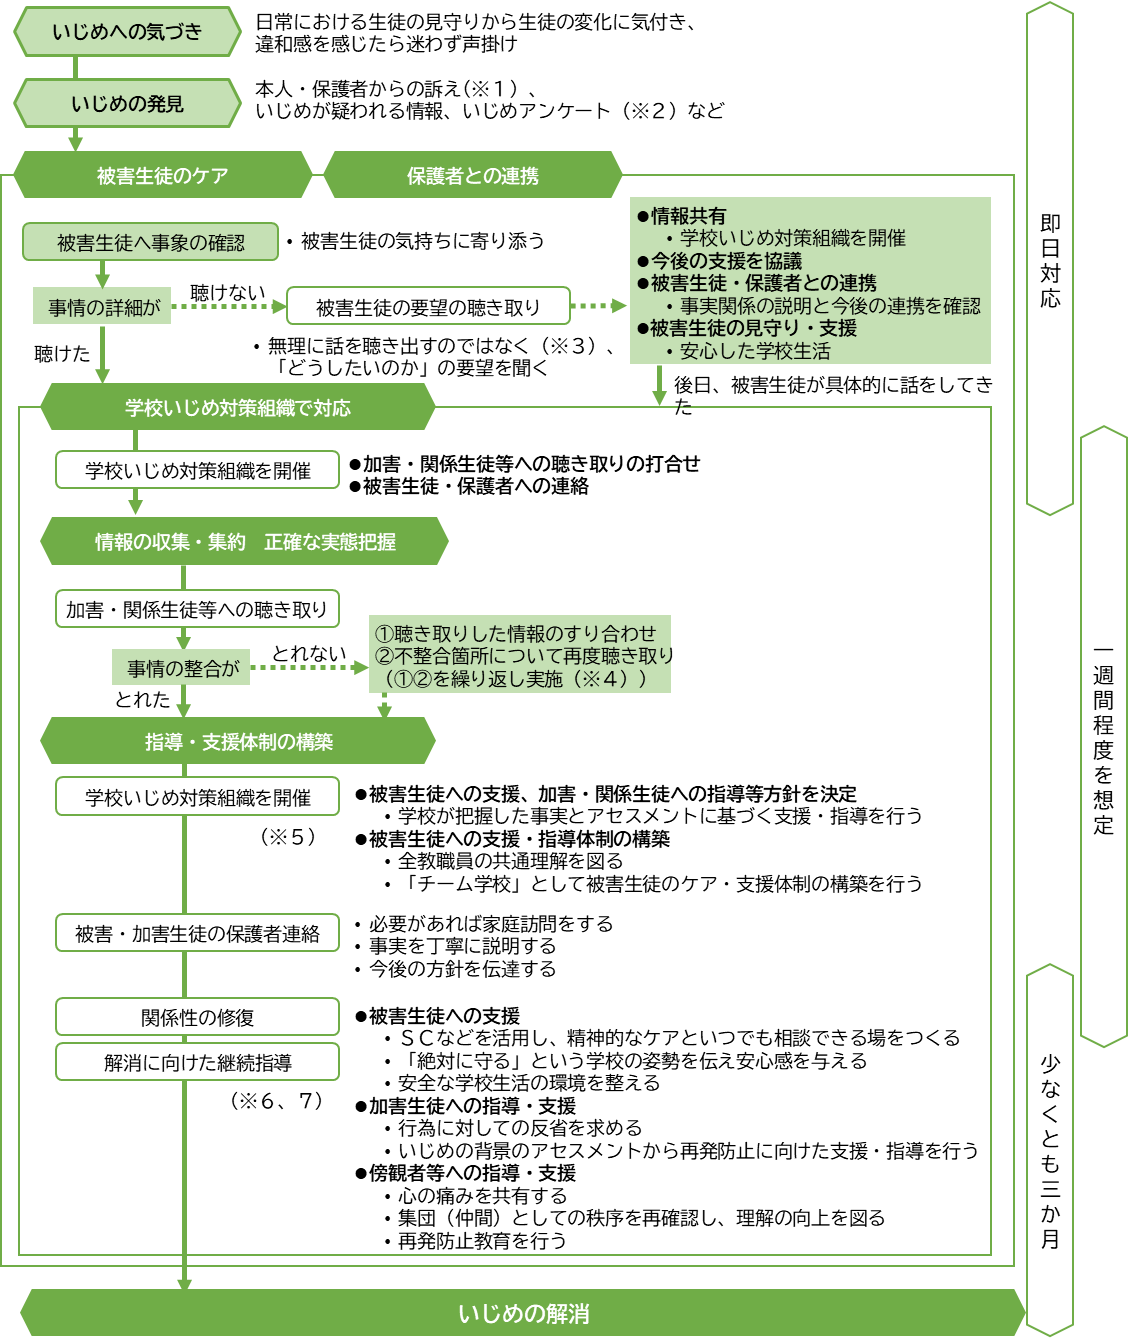 いじめへの気づき
日常における生徒の見守りから生徒の変化に気付き、
違和感を感じたら迷わず声掛け
いじめの発見
本人・保護者からの訴え（※１）、
いじめが疑われる情報、いじめアンケート（※２）など
被害生徒のケア
保護者との連携
被害生徒へ事象の確認
• 被害生徒の気持ちに寄り添う
事情の詳細が
聴けない
被害生徒の要望の聴き取り
聴けた
• 無理に話を聴き出すのではなく（※３）、
「どうしたいのか」の要望を聞く
●情報共有
• 学校いじめ対策組織を開催
●今後の支援を協議
●被害生徒・保護者との連携
• 事実関係の説明と今後の連携を確認
●被害生徒の見守り・支援
• 安心した学校生活
後日、被害生徒が具体的に話をしてき
た
学校いじめ対策組織で対応
学校いじめ対策組織を開催
●加害・関係生徒等への聴き取りの打合せ
●被害生徒・保護者への連絡
情報の収集・集約　正確な実態把握
加害・関係生徒等への聴き取り
事情の整合が
とれない
とれた
①聴き取りした情報のすり合わせ
②不整合箇所について再度聴き取り
（①②を繰り返し実施（※４））
指導・支援体制の構築
学校いじめ対策組織を開催
（※５）
●被害生徒への支援、加害・関係生徒への指導等方針を決定
• 学校が把握した事実とアセスメントに基づく支援・指導を行う
●被害生徒への支援・指導体制の構築
• 全教職員の共通理解を図る
• 「チーム学校」として被害生徒のケア・支援体制の構築を行う
被害・加害生徒の保護者連絡
• 必要があれば家庭訪問をする
• 事実を丁寧に説明する
• 今後の方針を伝達する
関係性の修復
解消に向けた継続指導
（※６、７）
●被害生徒への支援
• ＳＣなどを活用し、精神的なケアといつでも相談できる場をつくる
• 「絶対に守る」という学校の姿勢を伝え安心感を与える
• 安全な学校生活の環境を整える
●加害生徒への指導・支援
• 行為に対しての反省を求める
• いじめの背景のアセスメントから再発防止に向けた支援・指導を行う
●傍観者等への指導・支援
• 心の痛みを共有する
• 集団（仲間）としての秩序を再確認し、理解の向上を図る
• 再発防止教育を行う
いじめの解消
即日対応
一週間程度を想定
少なくとも三か月